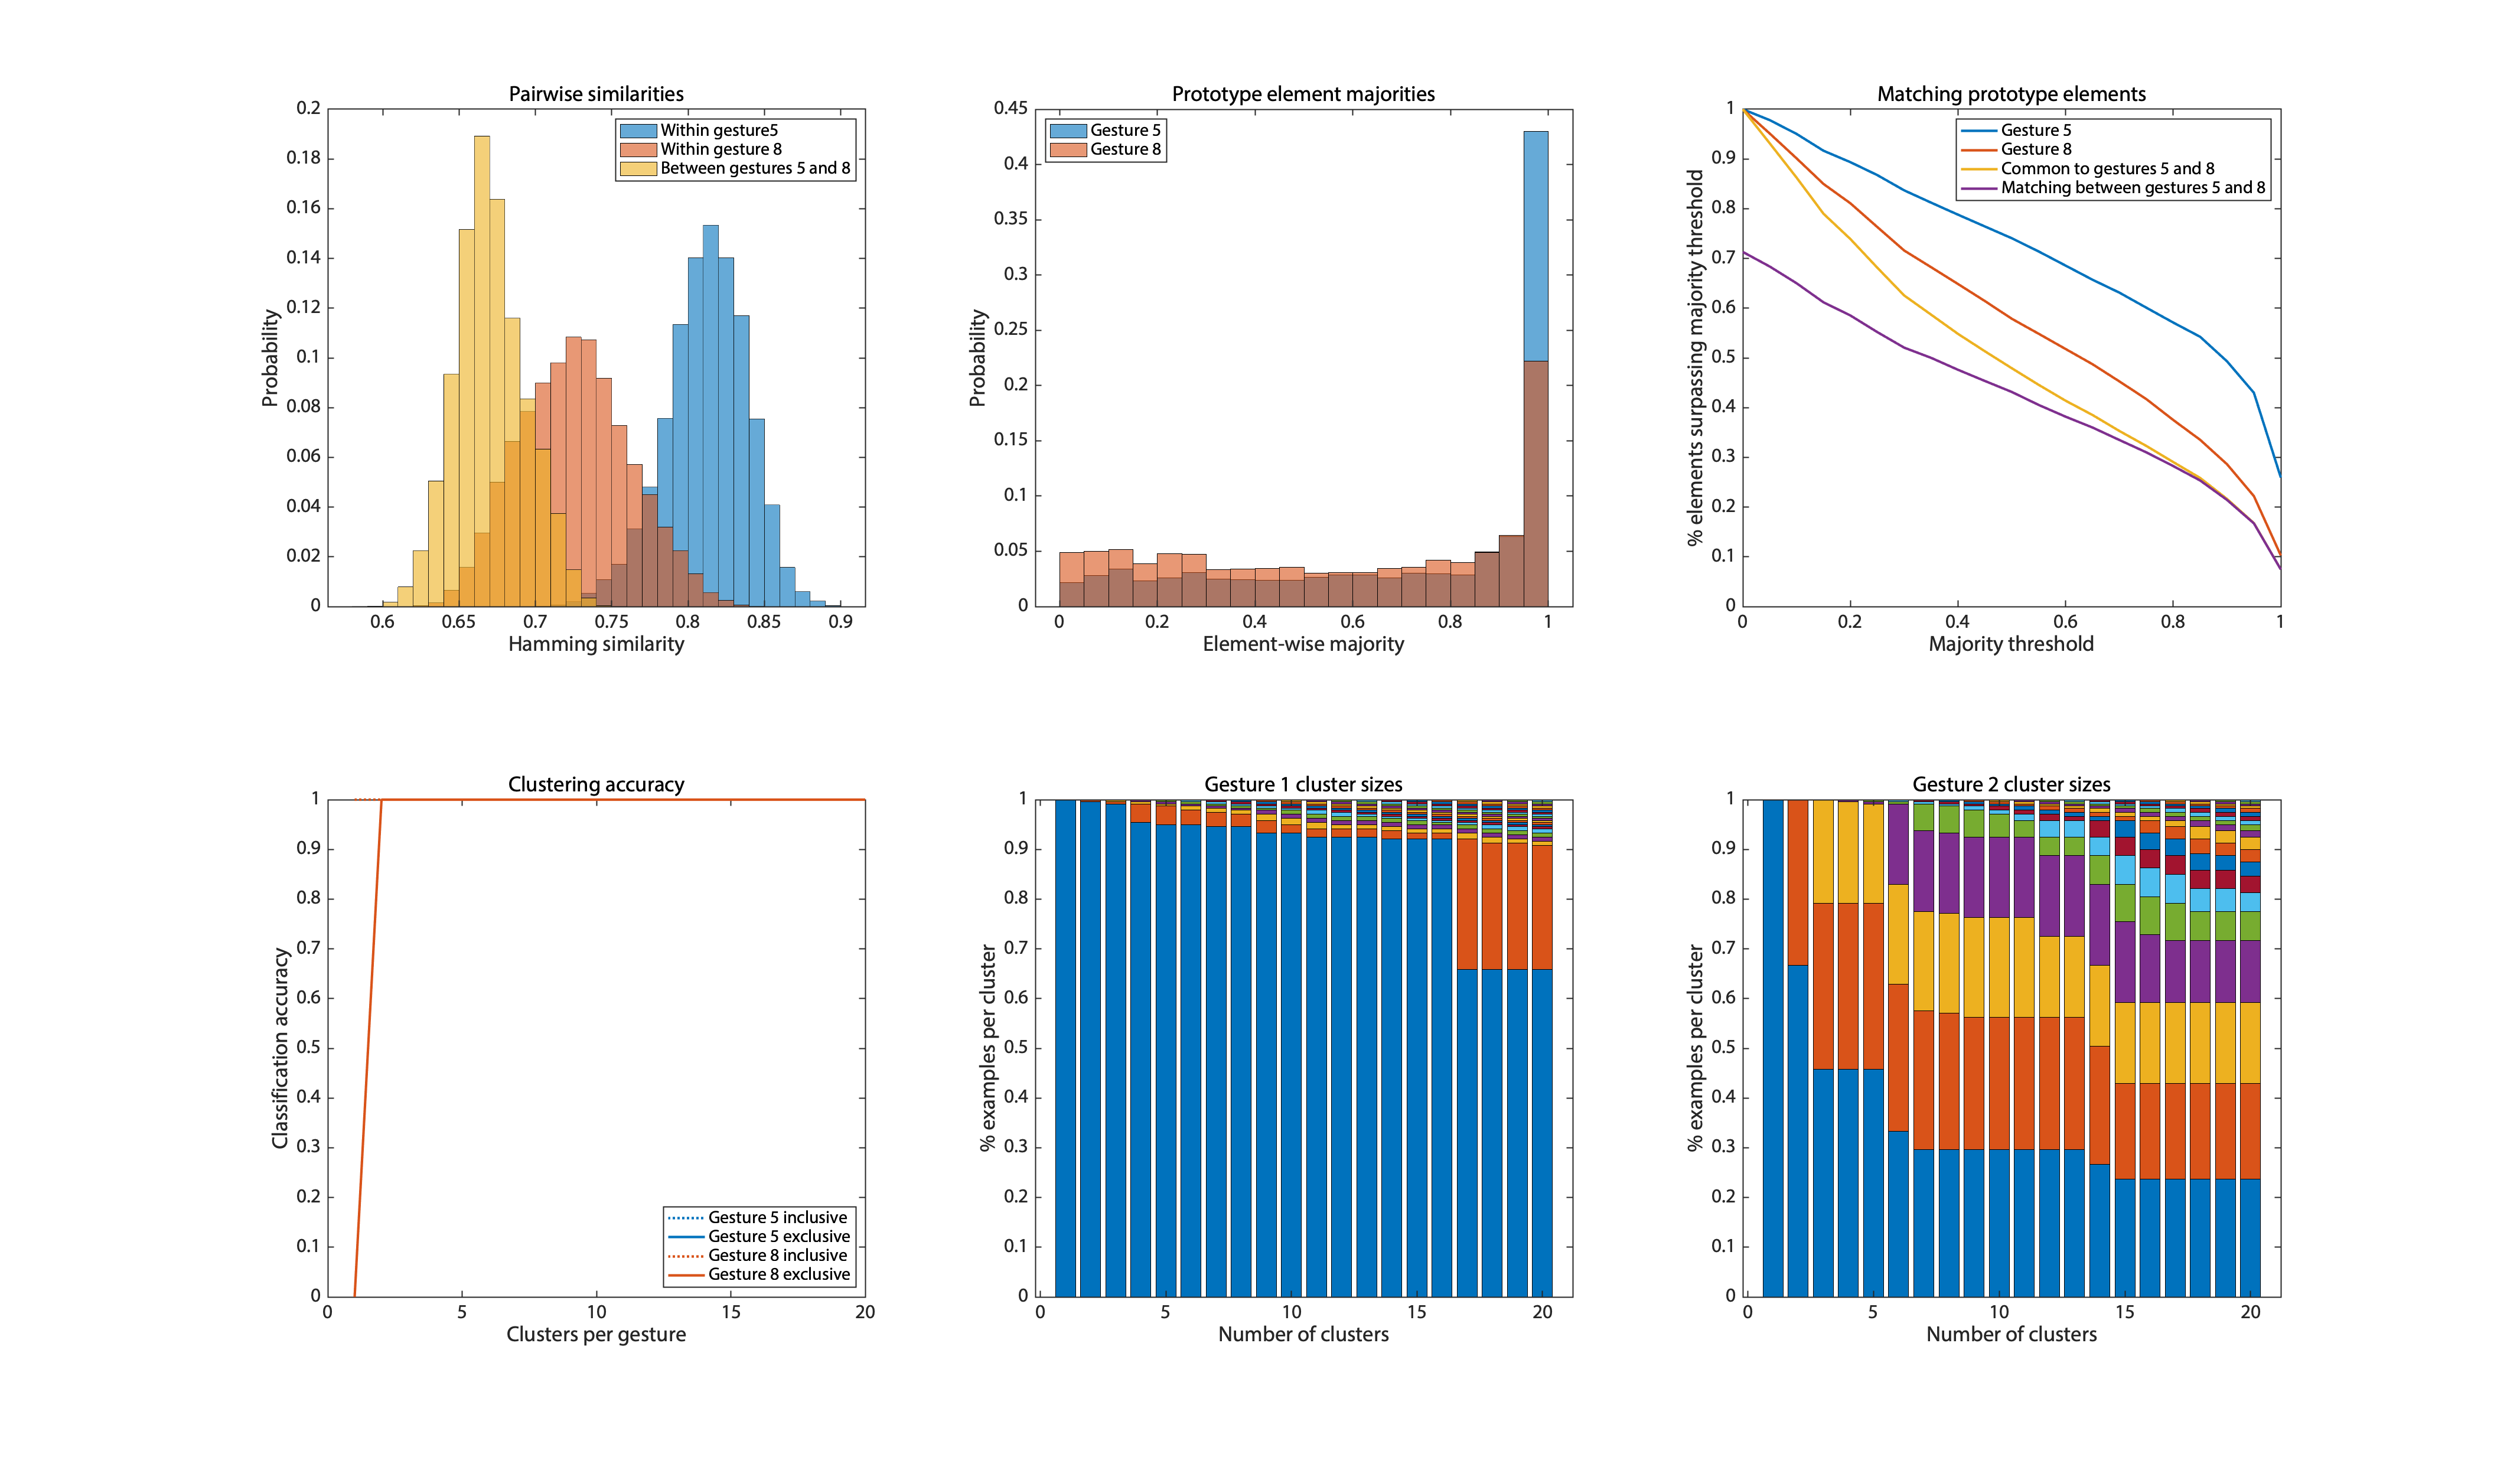 Pairwise similarities
0.2
0.18
0.16
0.14
0.12
0.1
0.08
0.06
0.04
0.02
0
Probability
Within gesture5
Within gesture 8
Between gestures 5 and 8
0.6 0.65 0.7 0.75 0.8 0.85 0.9
Hamming similarity
Prototype element majorities
0.45
0.4
0.35
0.3
0.25
0.2
0.15
0.1
0.05
0
Probability
Gesture 5
Gesture 8
0 0.2 0.4 0.6 0.8 1
Element-wise majority
Matching prototype elements
1
0.9
0.8
0.7
0.6
0.5
0.4
0.3
0.2
0.1
0
% elements surpassing majority threshold
Gesture 5
Gesture 8
Common to gestures 5 and 8
Matching between gestures 5 and 8
0 0.2 0.4 0.6 0.8 1
Majority threshold
Clustering accuracy
1
0.9
0.8
0.7
0.6
0.5
0.4
0.3
0.2
0.1
0
Classification accuracy
Gesture 5 inclusive
Gesture 5 exclusive
Gesture 8 inclusive
Gesture 8 exclusive
0 5 10 15 20
Clusters per gesture
Gesture 1 cluster sizes
1
0.9
0.8
0.7
0.6
0.5
0.4
0.3
0.2
0.1
0
% examples per cluster
0 5 10 15 20
Number of clusters
Gesture 2 cluster sizes
1
0.9
0.8
0.7
0.6
0.5
0.4
0.3
0.2
0.1
0
% examples per cluster
0 5 10 15 20
Number of clusters